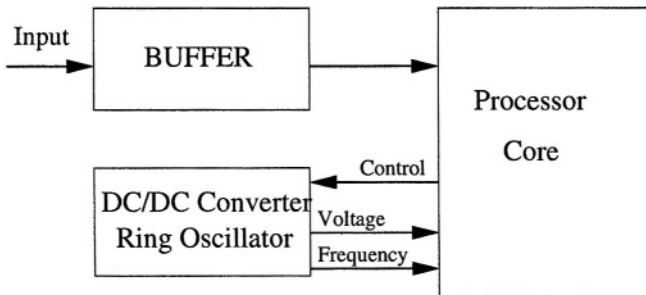 Input
BUFFER
Processor
Core
Control
DC/DC Converter
Ring Oscillator
Voltage
Frequency